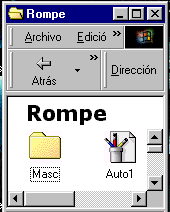 Rompe
Archivo Edició »
Atrás » Dirección
Rompe
Masc Auto1